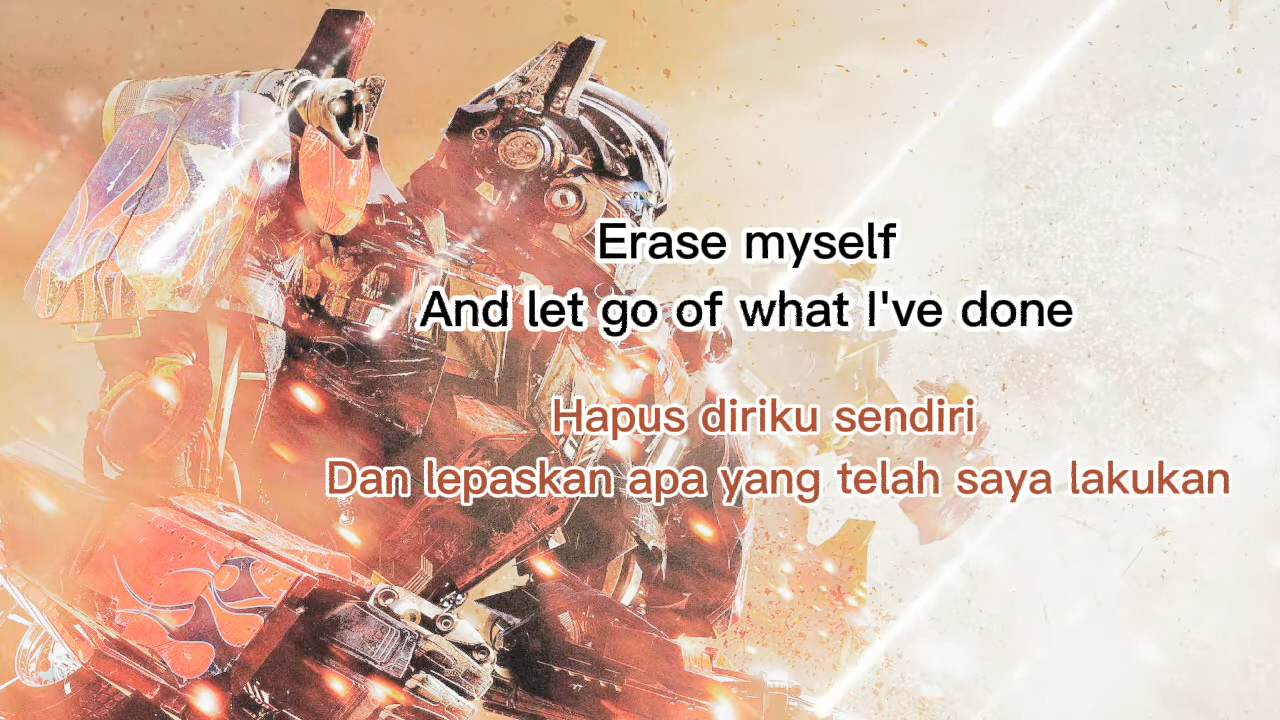 Erase myself
And let go of what I've done
Hapus diriku sendiri
Dan lepaskan apa yang telah saya lakukan